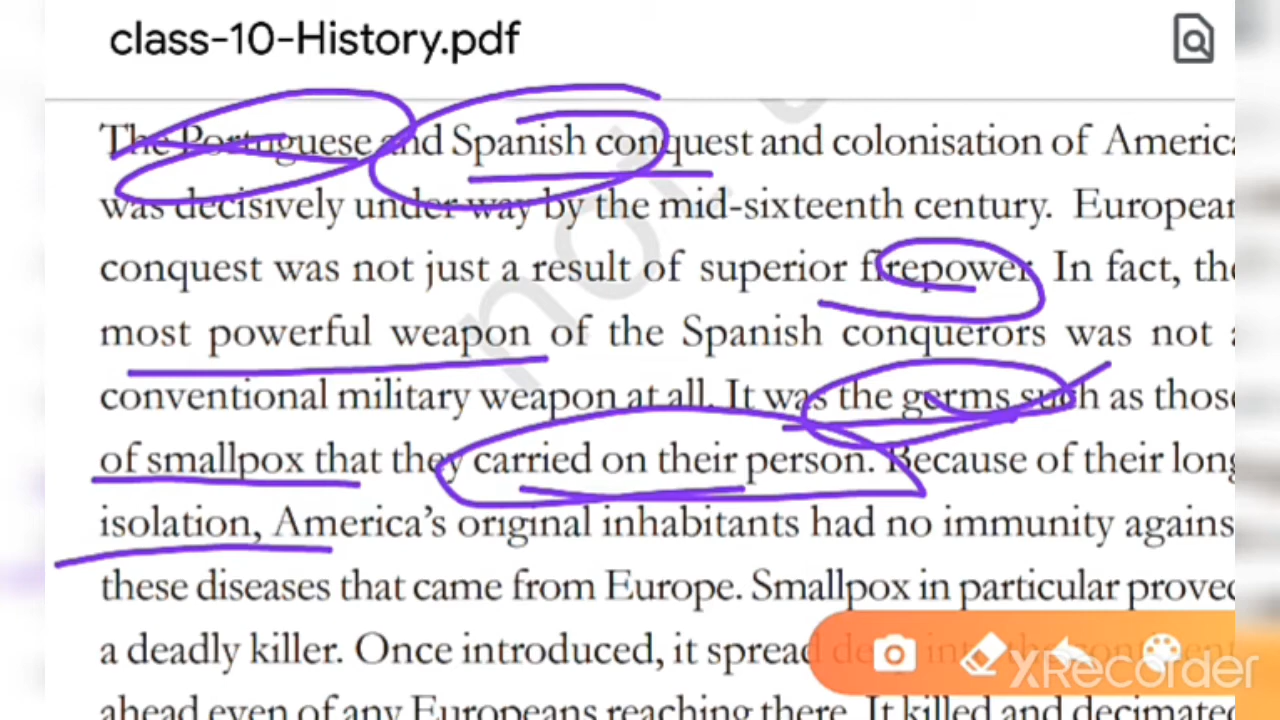 class-10-History.pdf
The Portuguese and Spanish conquest and colonisation of America
was decisively under way by the mid-sixteenth century. European
conquest was not just a result of superior firepower. In fact, the
most powerful weapon of the Spanish conquerors was not a
conventional military weapon at all. It was the germs such as those
of smallpox that they carried on their person. Because of their long
isolation, America's original inhabitants had no immunity against
these diseases that came from Europe. Smallpox in particular proved
a deadly killer. Once introduced, it spread deep into the continent,
ahead even of any Europeans reaching there. It killed and decimated
not
XRecorder